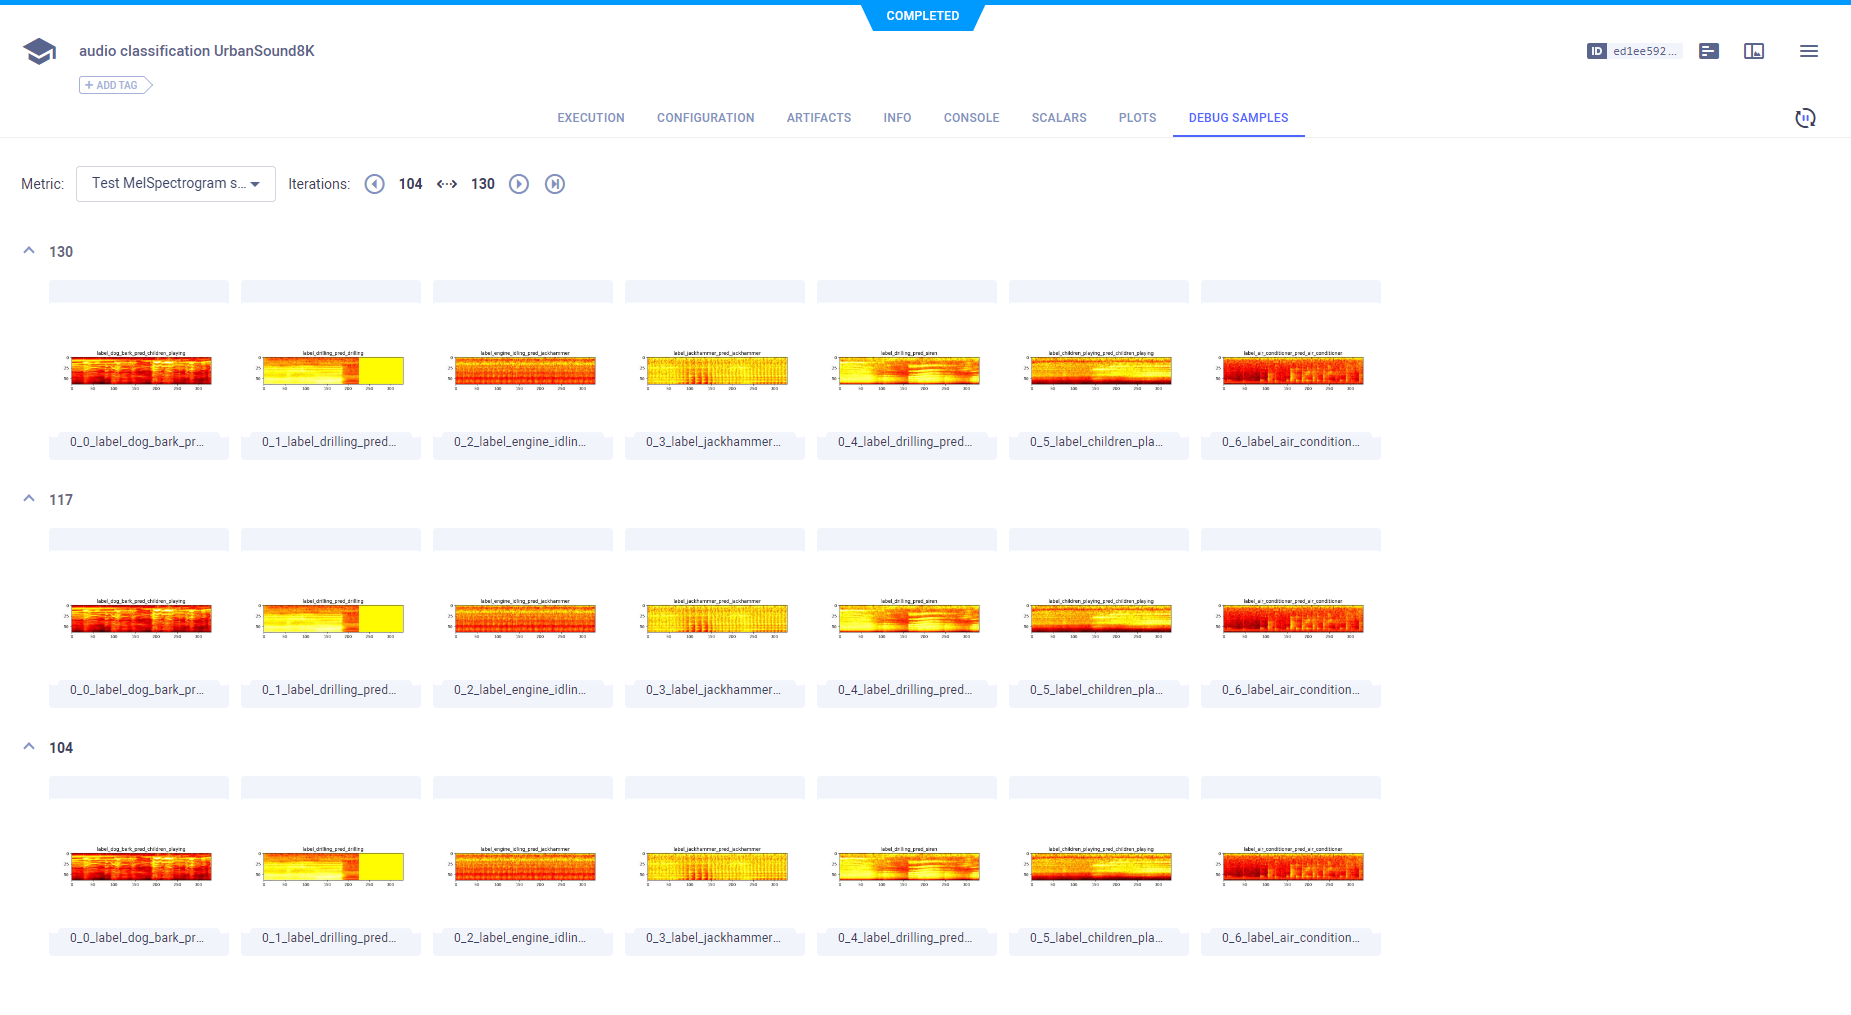 COMPLETED
audio classification UrbanSound8K
ID ed1ee592...
+ ADD TAG
EXECUTION CONFIGURATION ARTIFACTS INFO CONSOLE SCALARS PLOTS DEBUG SAMPLES
Metric: Test MelSpectrogram s... Iterations: 104 130
130
label_dog_bark_pred_children_playing label_drilling_pred_drilling label_engine_idling_pred_jackhammer label_jackhammer_pred_jackhammer label_drilling_pred_siren label_children_playing_pred_children_playing label_air_conditioner_pred_air_conditioner
0_0_label_dog_bark_pr... 0_1_label_drilling_pred... 0_2_label_engine_idlin... 0_3_label_jackhammer... 0_4_label_drilling_pred... 0_5_label_children_pla... 0_6_label_air_condition...
117
label_dog_bark_pred_children_playing label_drilling_pred_drilling label_engine_idling_pred_jackhammer label_jackhammer_pred_jackhammer label_drilling_pred_siren label_children_playing_pred_children_playing label_air_conditioner_pred_air_conditioner
0_0_label_dog_bark_pr... 0_1_label_drilling_pred... 0_2_label_engine_idlin... 0_3_label_jackhammer... 0_4_label_drilling_pred... 0_5_label_children_pla... 0_6_label_air_condition...
104
label_dog_bark_pred_children_playing label_drilling_pred_drilling label_engine_idling_pred_jackhammer label_jackhammer_pred_jackhammer label_drilling_pred_siren label_children_playing_pred_children_playing label_air_conditioner_pred_air_conditioner
0_0_label_dog_bark_pr... 0_1_label_drilling_pred... 0_2_label_engine_idlin... 0_3_label_jackhammer... 0_4_label_drilling_pred... 0_5_label_children_pla... 0_6_label_air_condition...